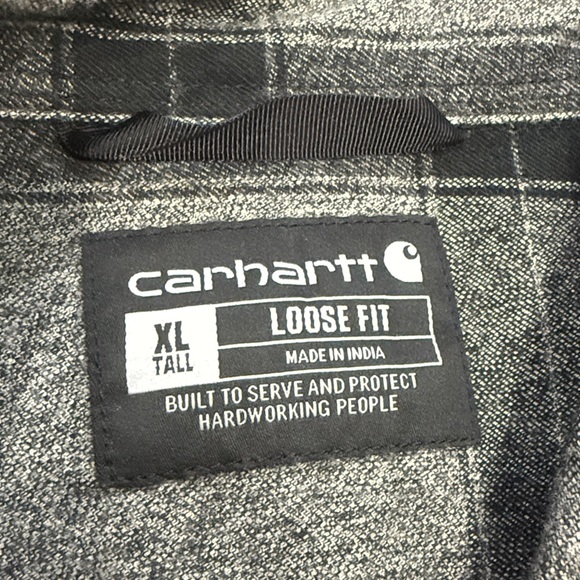 carhartt
XL
TALL
LOOSE FIT
MADE IN INDIA
BUILT TO SERVE AND PROTECT
HARDWORKING PEOPLE